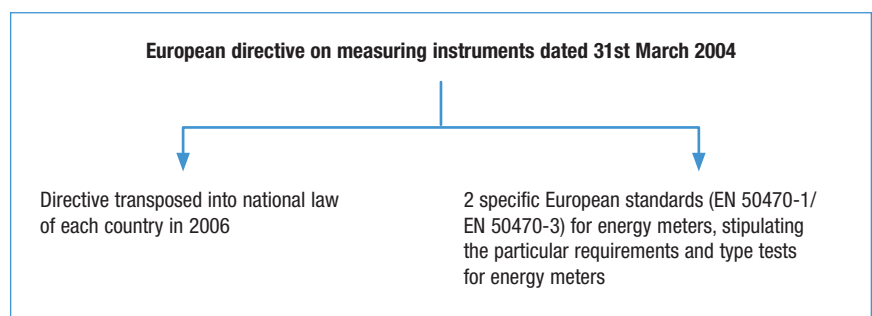 European directive on measuring instruments dated 31st March 2004
Directive transposed into national law
of each country in 2006
2 specific European standards (EN 50470-1/
EN 50470-3) for energy meters, stipulating
the particular requirements and type tests
for energy meters